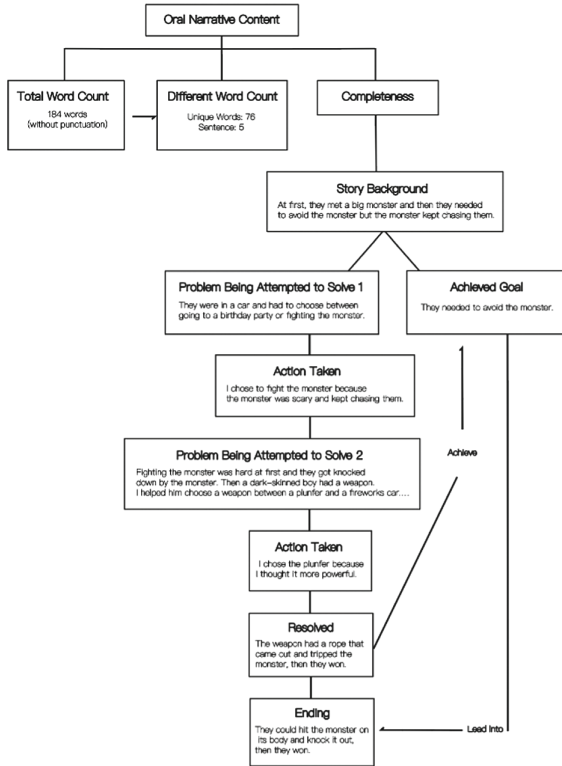 Oral Narrative Content
Total Word Count
184 words
(without punctuation)
Different Word Count
Unique Words: 76
Sentence: 5
Completeness
Story Background
At first, they met a big monster and then they needed
to avoid the monster but the monster kept chasing them.
Problem Being Attempted to Solve 1
They were in a car and had to choose between
going to a birthday party or fighting the monster.
Achieved Goal
They needed to avoid the monster.
Action Taken
I chose to fight the monster because
the monster was scary and kept chasing them.
Problem Being Attempted to Solve 2
Fighting the monster was hard at first and they got knocked
down by the monster. Then a dark-skinned boy had a weapon.
I helped him choose a weapon between a plunfer and a fireworks car....
Achieve
Action Taken
I chose the plunfer because
I thought it more powerful.
Resolved
The weapon had a rope that
came out and tripped the
monster, then they won.
Ending
They could hit the monster on
its body and knock it out,
then they won.
Lead into